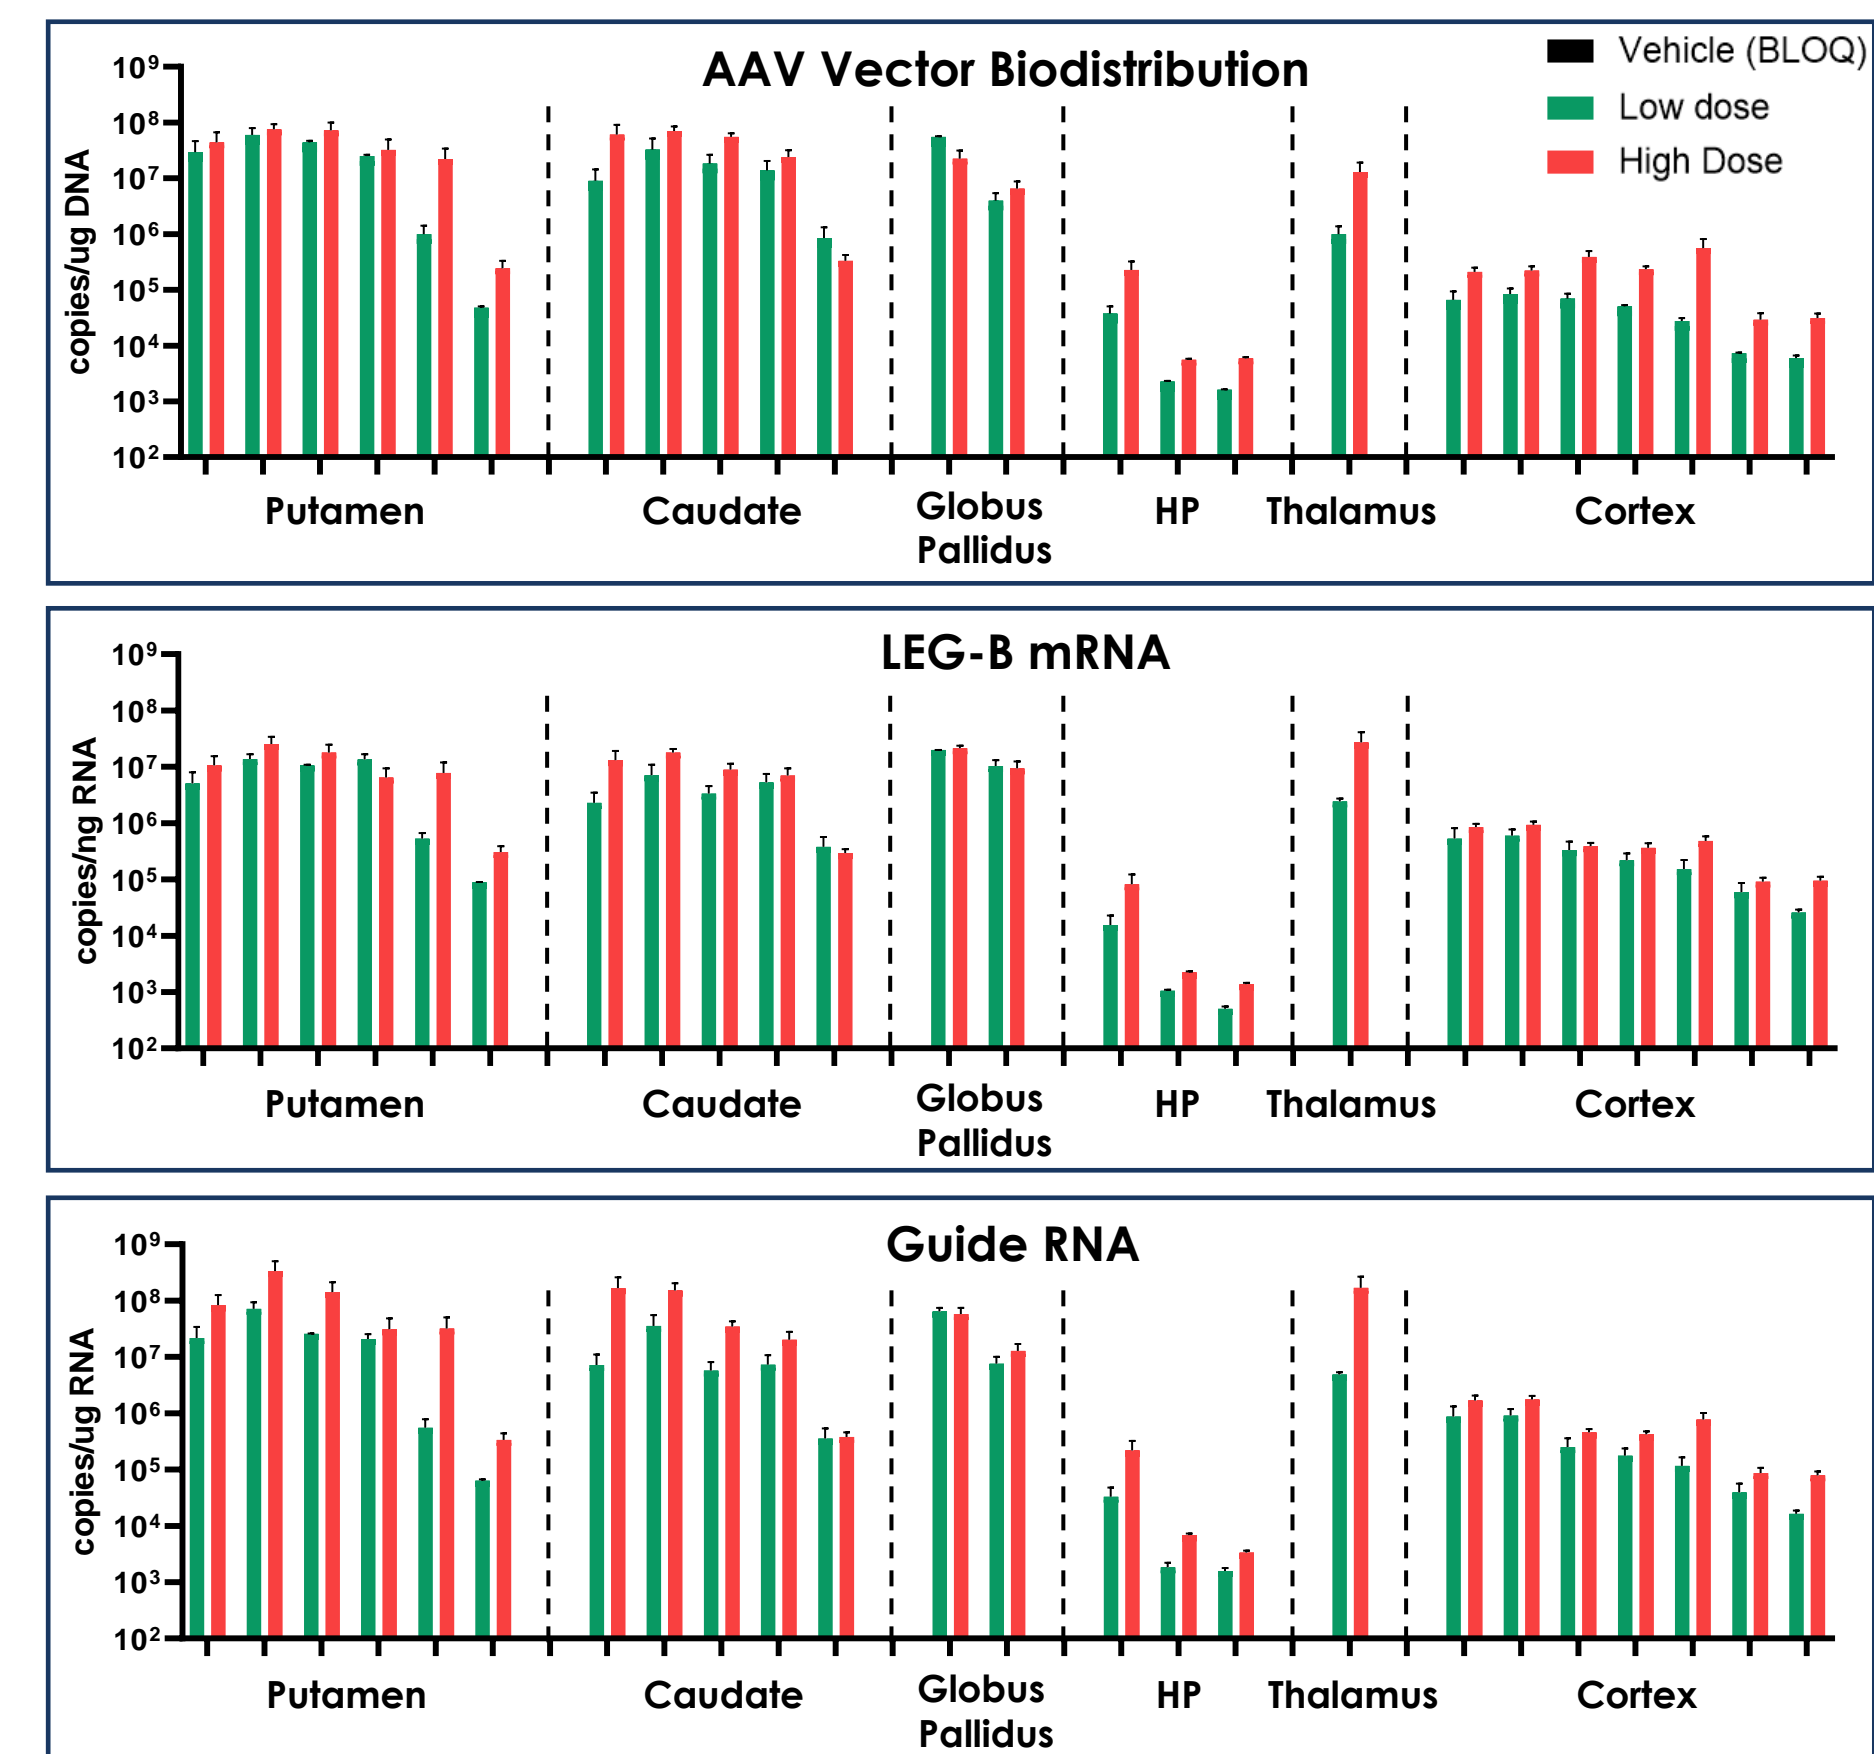 AAV Vector Biodistribution
Vehicle (BLOQ)
Low dose
High Dose
copies/ug DNA
10⁹
10⁸
10⁷
10⁶
10⁵
10⁴
10³
10²
Putamen
Caudate
Globus
Pallidus
HP
Thalamus
Cortex
LEG-B mRNA
copies/ng RNA
10⁹
10⁸
10⁷
10⁶
10⁵
10⁴
10³
10²
Putamen
Caudate
Globus
Pallidus
HP
Thalamus
Cortex
Guide RNA
copies/ug RNA
10⁹
10⁸
10⁷
10⁶
10⁵
10⁴
10³
10²
Putamen
Caudate
Globus
Pallidus
HP
Thalamus
Cortex